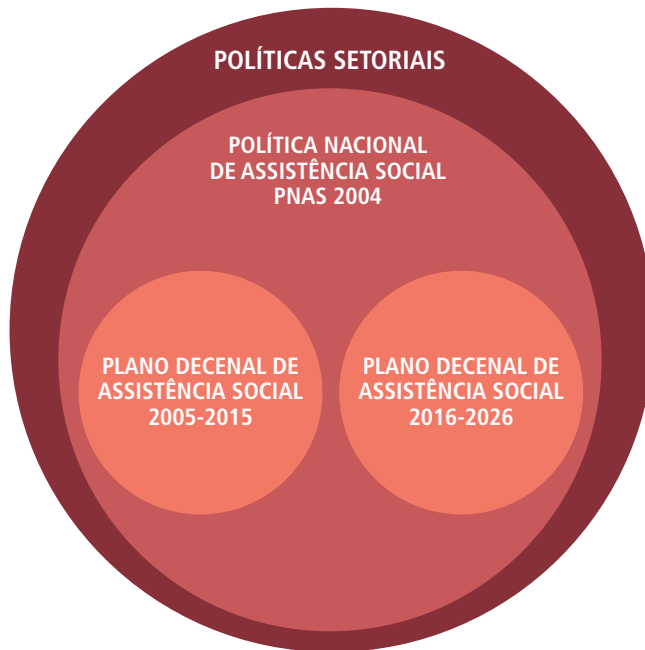 POLÍTICAS SETORIAIS
POLÍTICA NACIONAL
DE ASSISTÊNCIA SOCIAL
PNAS 2004
PLANO DECENAL DE
ASSISTÊNCIA SOCIAL
2005-2015
PLANO DECENAL DE
ASSISTÊNCIA SOCIAL
2016-2026